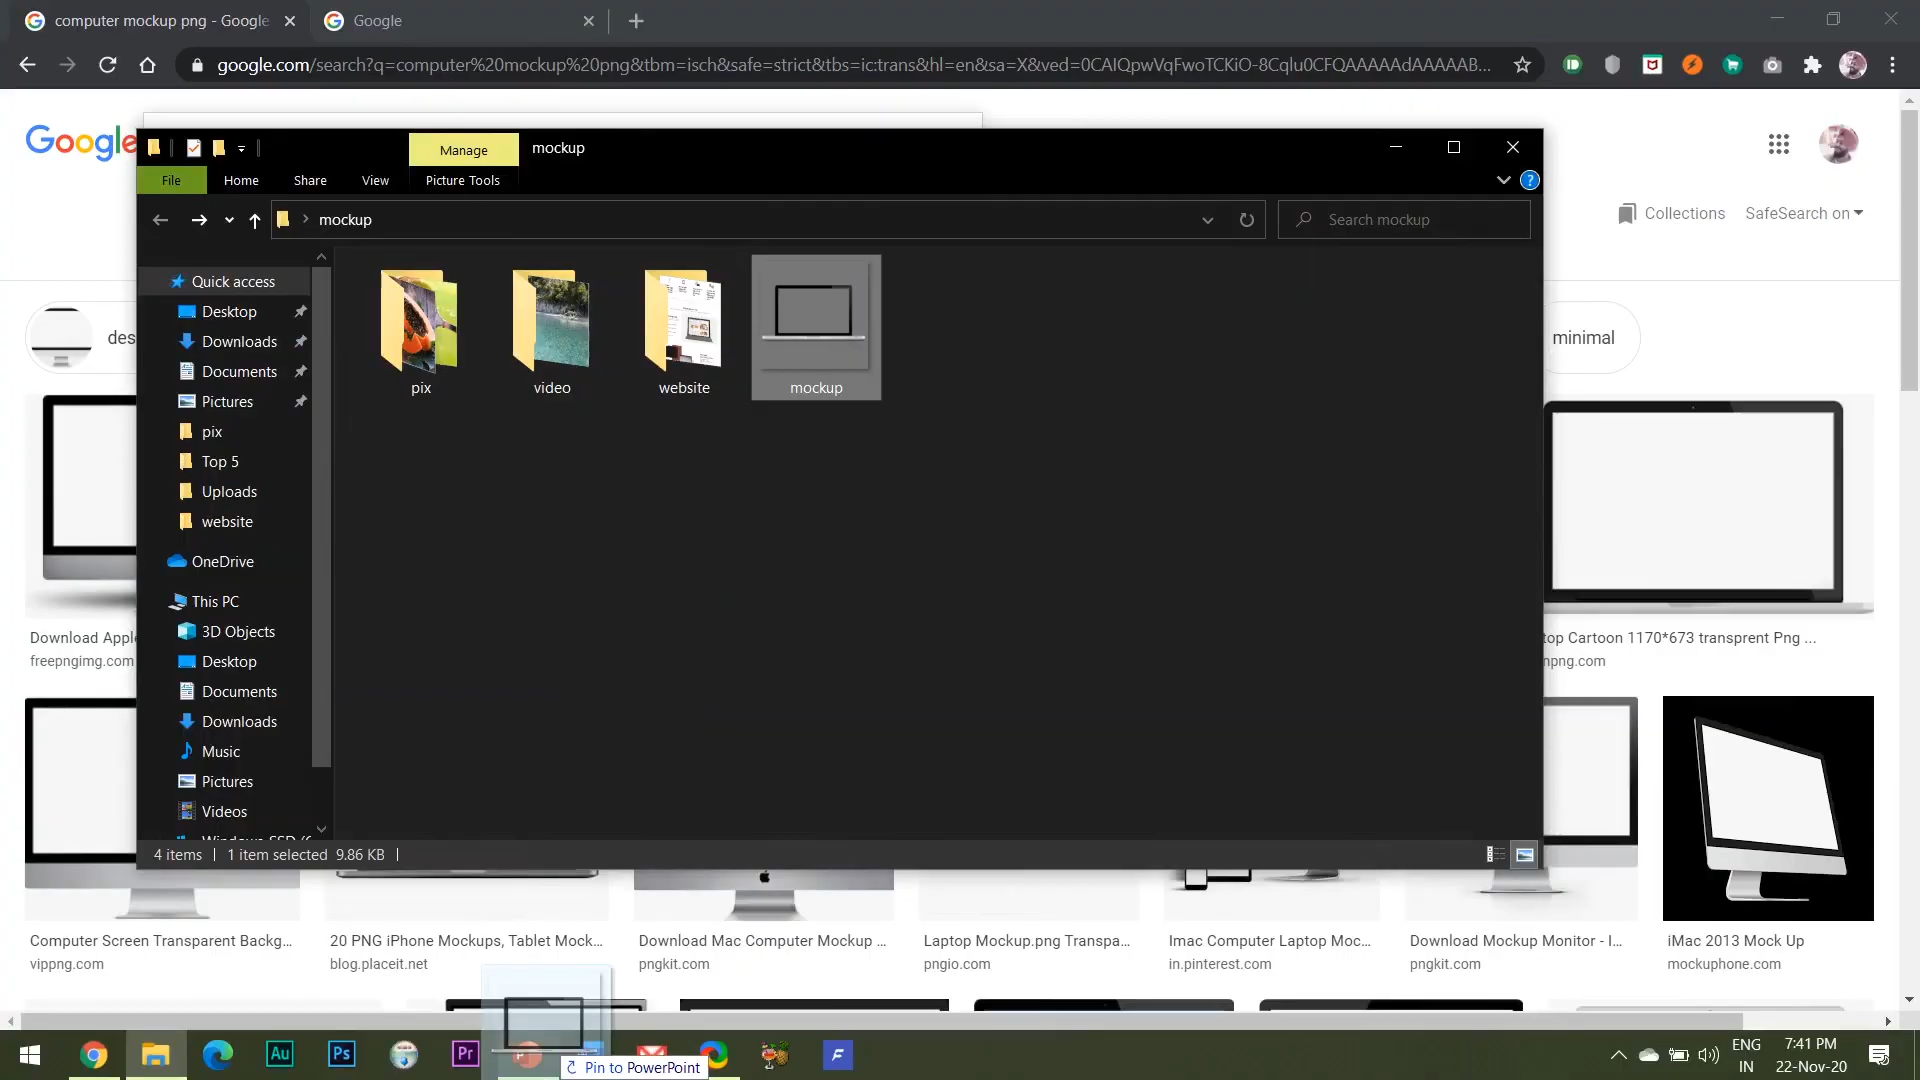 computer mockup png - Google
Google
google.com/search?q=computer%20mockup%20png&tbm=isch&safe=strict&tbs=ic:trans&hl=en&sa=X&ved=0CAIQpwVqFwoTCKiO-8Cqlu0CFQAAAAAdAAAAAB...
Google
Manage
mockup
File
Home
Share
View
Picture Tools
mockup
Search mockup
Collections
SafeSearch on
Quick access
Desktop
Downloads
Documents
Pictures
pix
Top 5
Uploads
website
OneDrive
This PC
3D Objects
Desktop
Documents
Downloads
Music
Pictures
Videos
pix
video
website
mockup
des
minimal
4 items
1 item selected 9.86 KB
Download Apple
freepngimg.com
top Cartoon 1170*673 transprent Png ...
npng.com
Computer Screen Transparent Backg...
vippng.com
20 PNG iPhone Mockups, Tablet Mock...
blog.placeit.net
Download Mac Computer Mockup ...
pngkit.com
Laptop Mockup.png Transpa...
pngio.com
Imac Computer Laptop Moc...
in.pinterest.com
Download Mockup Monitor - I...
pngkit.com
iMac 2013 Mock Up
mockuphone.com
Au
Ps
Pr
Pin to PowerPoint
F
ENG
IN
7:41 PM
22-Nov-20